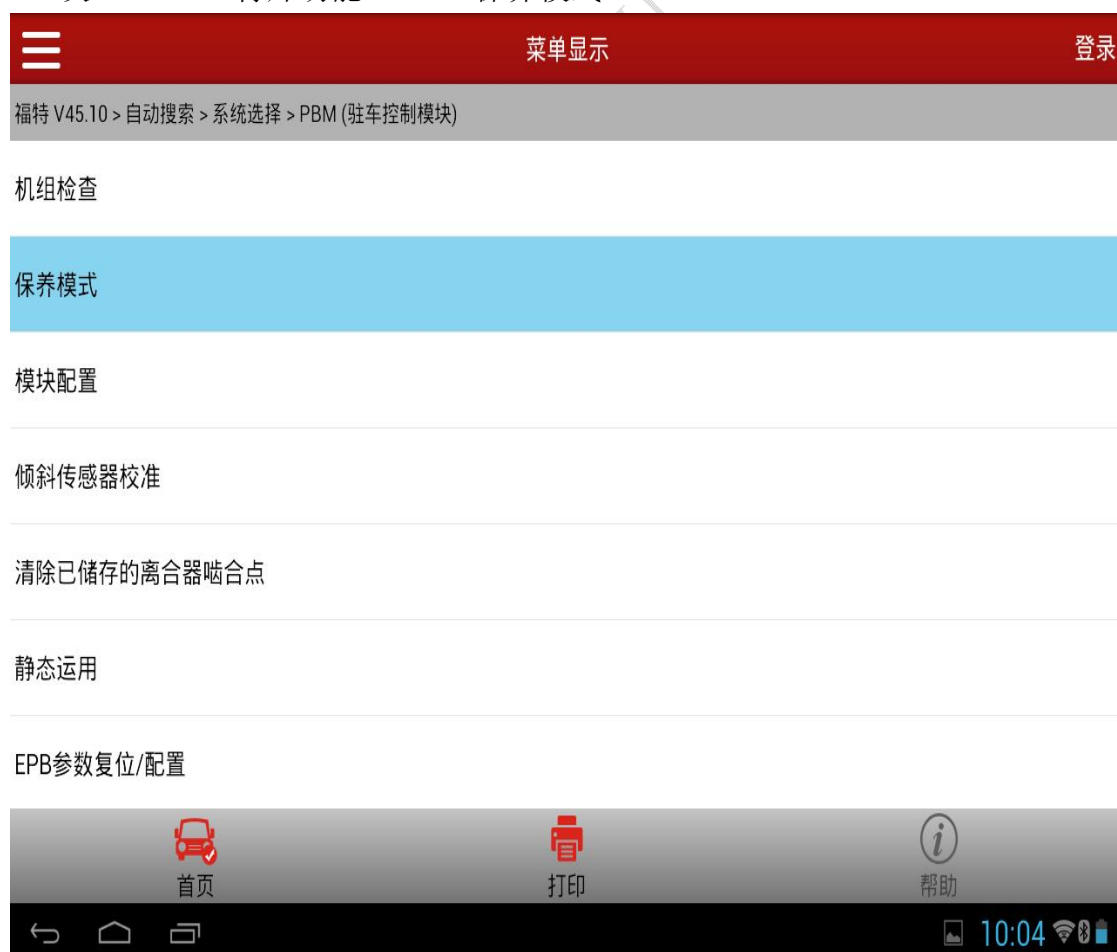 菜单显示
登录
福特 V45.10 > 自动搜索 > 系统选择 > PBM (驻车控制模块)
机组检查
保养模式
模块配置
倾斜传感器校准
清除已储存的离合器啮合点
静态运用
EPB参数复位/配置
首页
打印
帮助
10:04